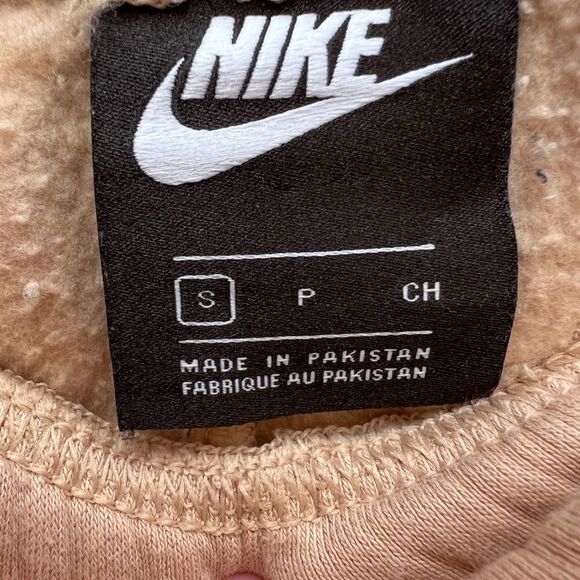 NIKE
S P CH
MADE IN PAKISTAN
FABRIQUE AU PAKISTAN